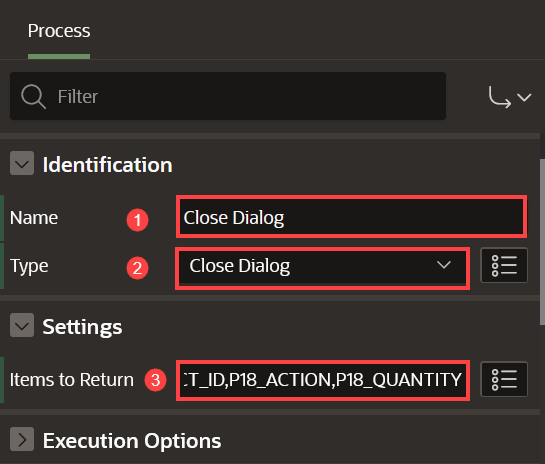 Process
Filter
Identification
Name 1 Close Dialog
Type 2 Close Dialog
Settings
Items to Return 3 CT_ID,P18_ACTION,P18_QUANTITY
Execution Options